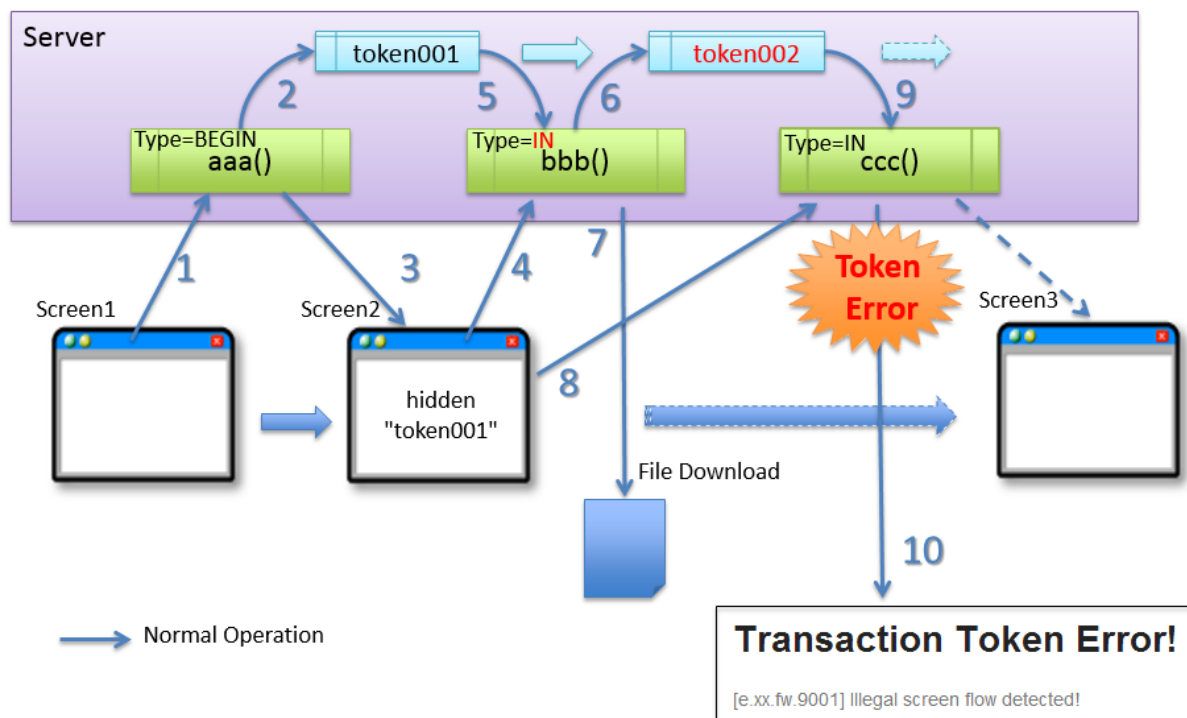 Server
token001
token002
2
5
6
9
Type=BEGIN
aaa()
Type=IN
bbb()
Type=IN
ccc()
1
3
4
7
8
Token
Error
Screen1
Screen2
Screen3
hidden
"token001"
File Download
10
Normal Operation
Transaction Token Error!
[e.xx.fw.9001] Illegal screen flow detected!